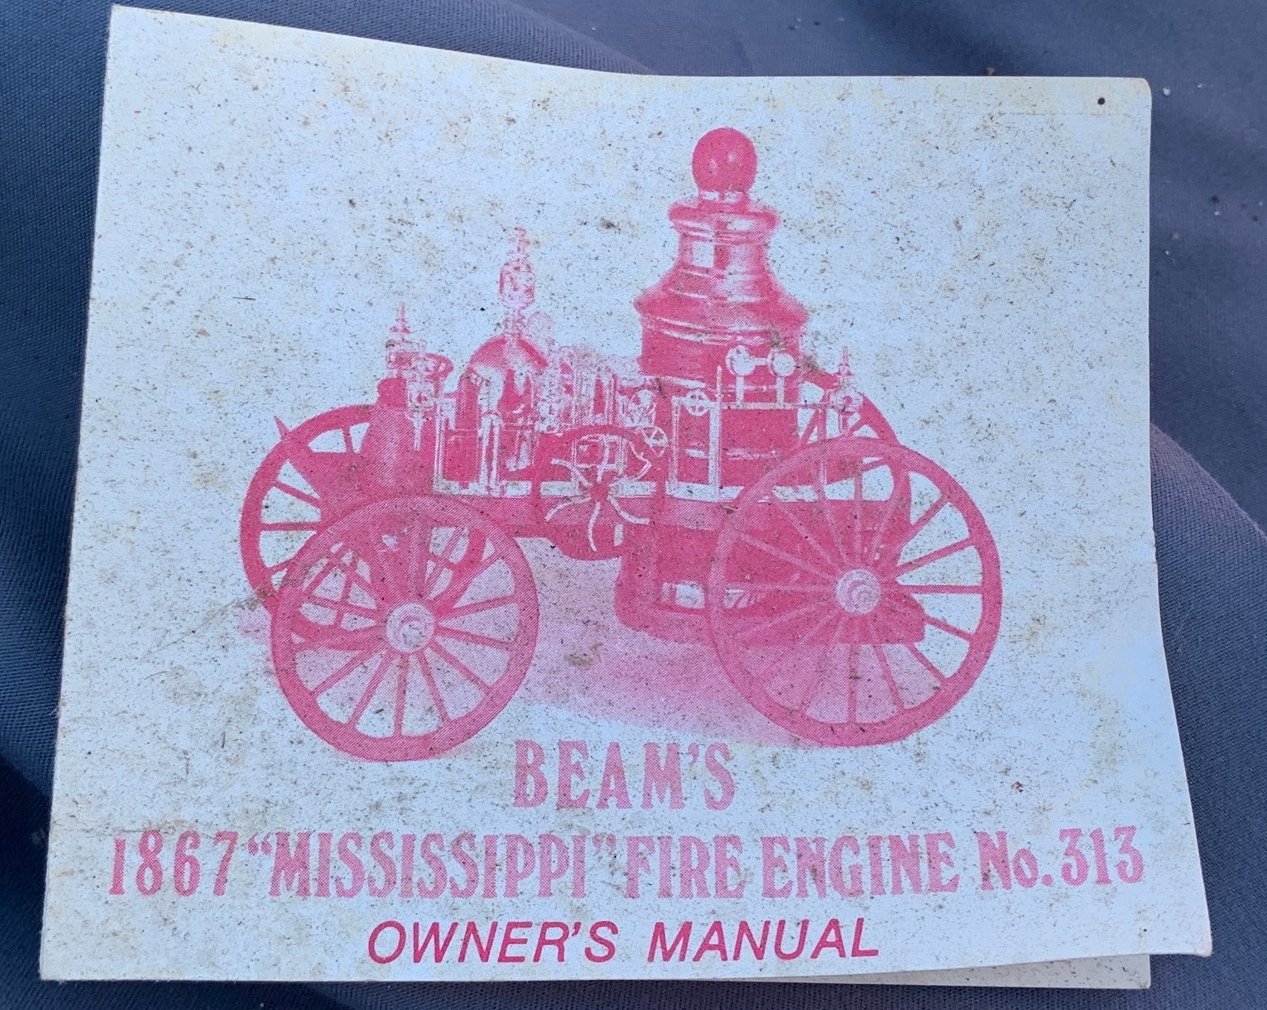 BEAM'S
1867 "MISSISSIPPI" FIRE ENGINE No. 313
OWNER'S MANUAL